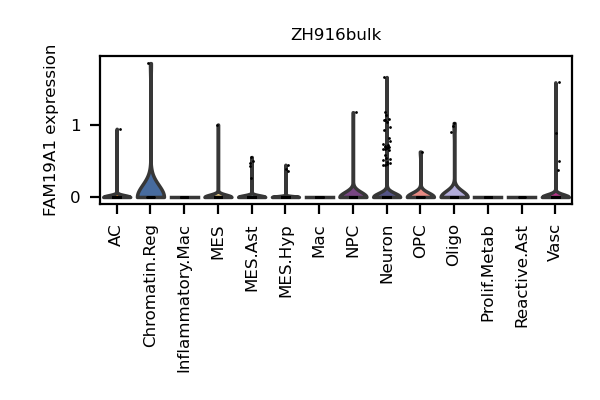 ZH916bulk
FAM19A1 expression
1
0
AC
Chromatin.Reg
Inflammatory.Mac
MES
MES.Ast
MES.Hyp
Mac
NPC
Neuron
OPC
Oligo
Prolif.Metab
Reactive.Ast
Vasc